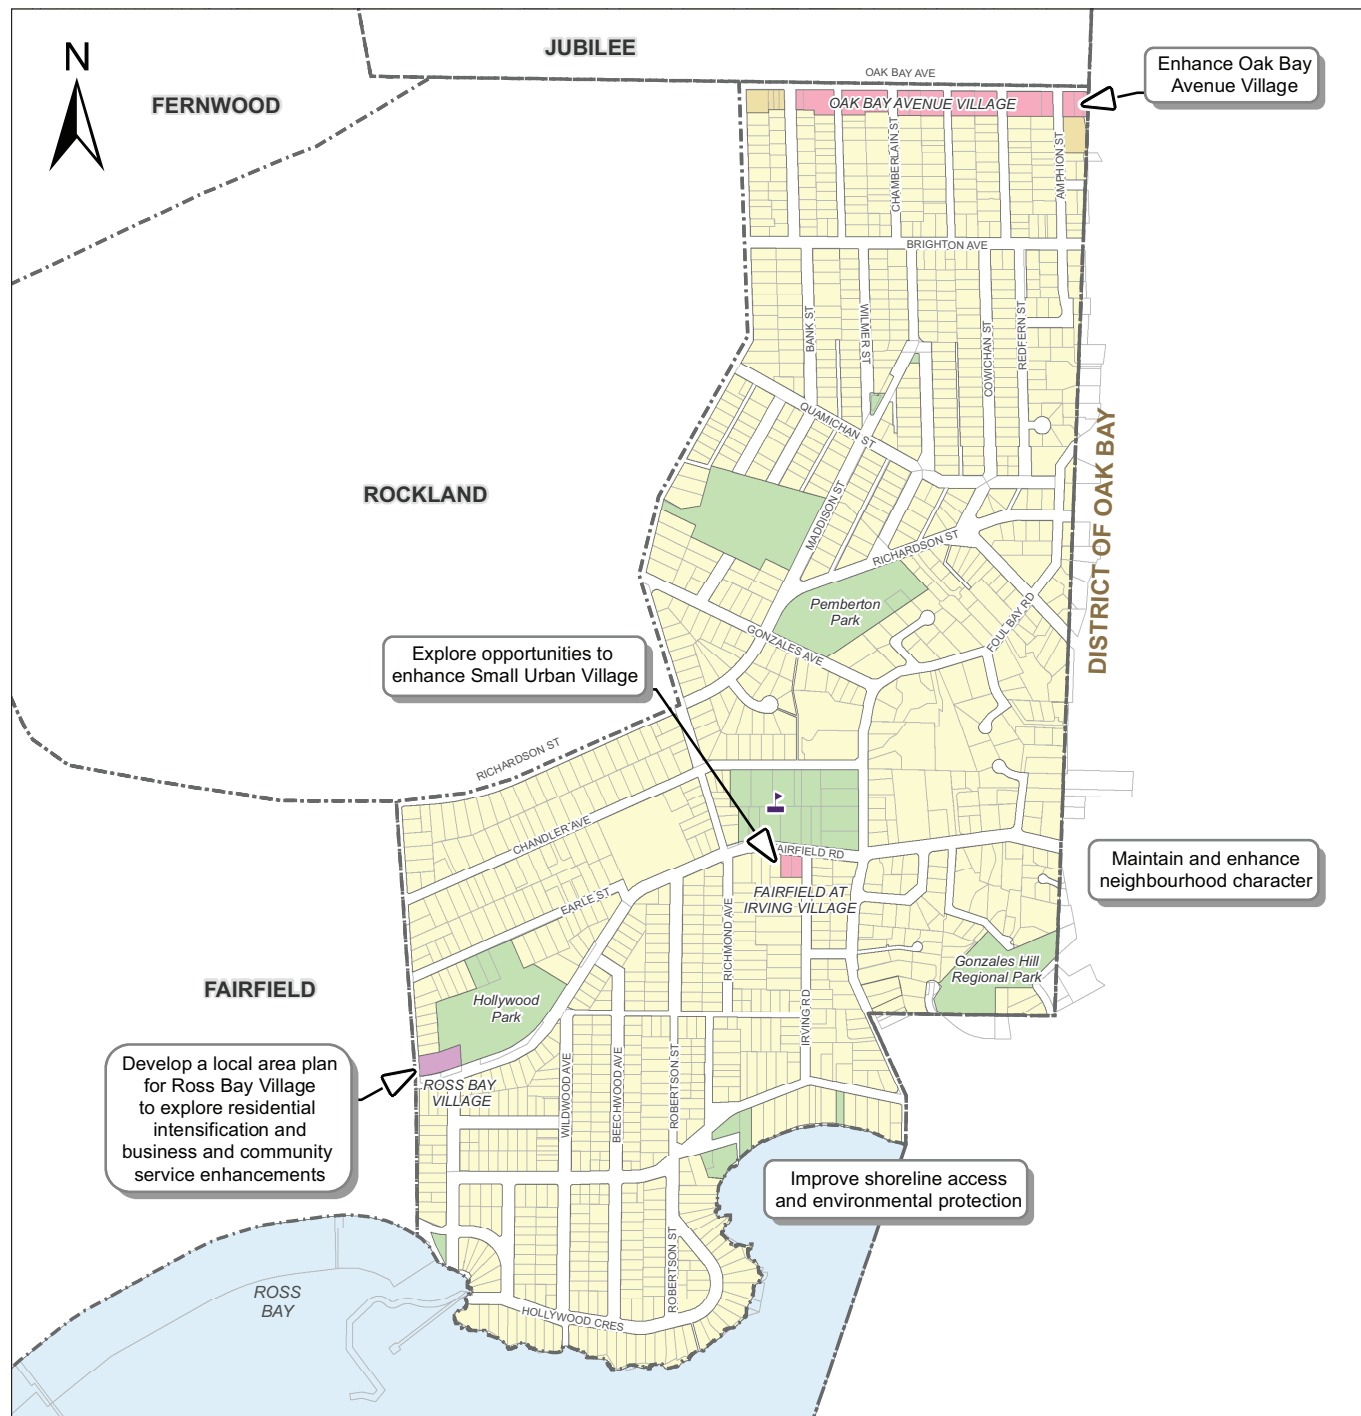 N
JUBILEE
FERNWOOD
OAK BAY AVE
Enhance Oak Bay
Avenue Village
OAK BAY AVENUE VILLAGE
CHAMBERLAIN ST
AMPHION ST
BRIGHTON AVE
BANK ST
WILMER ST
COWICHAN ST
REDFERN ST
QUAMICHAN ST
DISTRICT OF OAK BAY
ROCKLAND
MADDISON ST
RICHARDSON ST
Pemberton
Park
FOUL BAY RD
GONZALES AVE
Explore opportunities to
enhance Small Urban Village
RICHARDSON ST
CHANDLER AVE
AIRFIELD RD
Maintain and enhance
neighbourhood character
FAIRFIELD AT
IRVING VILLAGE
EARLE ST
RICHMOND AVE
Gonzales Hill
Regional Park
FAIRFIELD
Hollywood
Park
IRVING RD
Develop a local area plan
for Ross Bay Village
to explore residential
intensification and
business and community
service enhancements
ROSS BAY
VILLAGE
WILDWOOD AVE
BEECHWOOD AVE
ROBERTSON ST
Improve shoreline access
and environmental protection
ROBERTSON ST
ROSS
BAY
HOLLYWOOD CRES